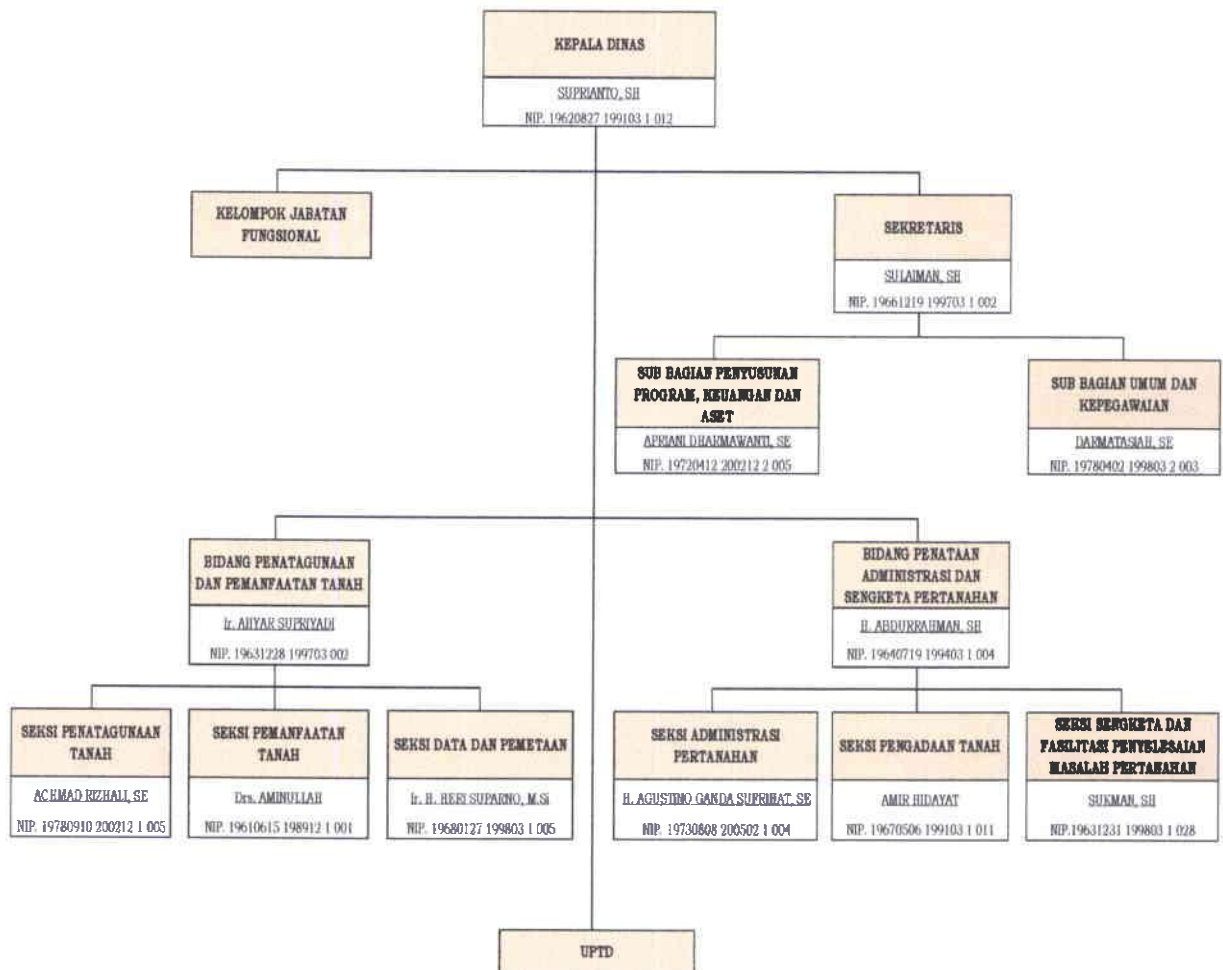 KEPALA DINAS
SUPRIANTO, SH
NIP. 19620827 199103 1 012
KELOMPOK JABATAN
FUNGSIONAL
SEKRETARIS
SULAIMAN, SH
NIP. 19661219 199703 1 002
SUB BAGIAN PENYUSUNAN
PROGRAM, KEUANGAN DAN
ASET
APRIANI DHARMAWANTI, SE
NIP. 19720412 200212 2 005
SUB BAGIAN UMUM DAN
KEPEGAWAIAN
DARMATASIAH, SE
NIP. 19780402 199803 2 003
BIDANG PENATAGUNAAN
DAN PEMANFAATAN TANAH
Ir. AHYAR SUPRIYADI
NIP. 19631228 199703 002
BIDANG PENATAAN
ADMINISTRASI DAN
SENGKETA PERTANAHAN
H. ABDURRAHMAN, SH
NIP. 19640719 199403 1 004
SEKSI PENATAGUNAAN
TANAH
ACHMAD RIZHALI, SE
NIP. 19780910 200212 1 005
SEKSI PEMANFAATAN
TANAH
Drs. AMINULLAH
NIP. 19610615 198912 1 001
SEKSI DATA DAN PEMETAAN
Ir. H. HERI SUPARNO, M.Si
NIP. 19680127 199803 1 005
SEKSI ADMINISTRASI
PERTANAHAN
H. AGUSTINO GANDA SUPRIHAT, SE
NIP. 19730808 200502 1 004
SEKSI PENGADAAN TANAH
AMIR HIDAYAT
NIP. 19670506 199103 1 011
SEKSI SENGKETA DAN
FASILITASI PENYELESAIAN
MASALAH PERTANAHAN
SUKMAN, SH
NIP.19631231 199803 1 028
UPTD